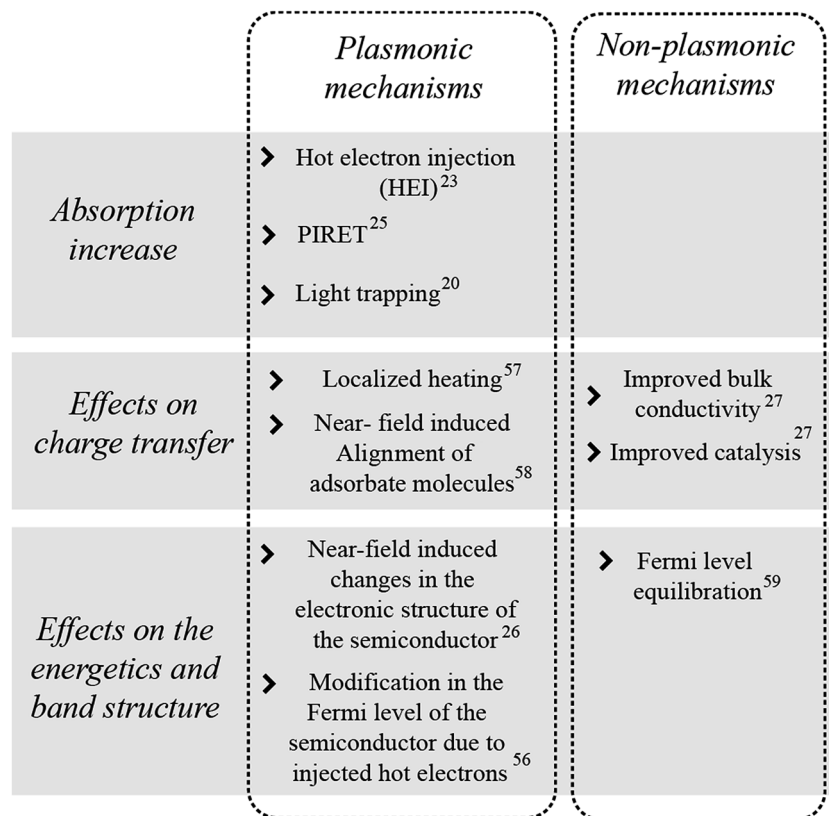 Plasmonic
mechanisms
Non-plasmonic
mechanisms
Absorption
increase
Hot electron injection
(HEI)23
PIRET25
Light trapping20
Effects on
charge transfer
Localized heating57
Near- field induced
Alignment of
adsorbate molecules58
Improved bulk
conductivity27
Improved catalysis27
Effects on the
energetics and
band structure
Near-field induced
changes in the
electronic structure of
the semiconductor26
Modification in the
Fermi level of the
semiconductor due to
injected hot electrons56
Fermi level
equilibration59